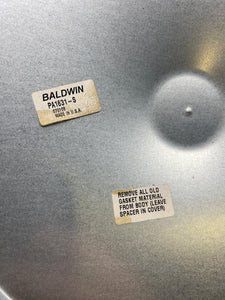 BALDWIN
PA1631-S
MADE IN U.S.A.
REMOVE ALL OLD
GASKET MATERIAL
FROM BODY (LEAVE
SPACER IN COVER)